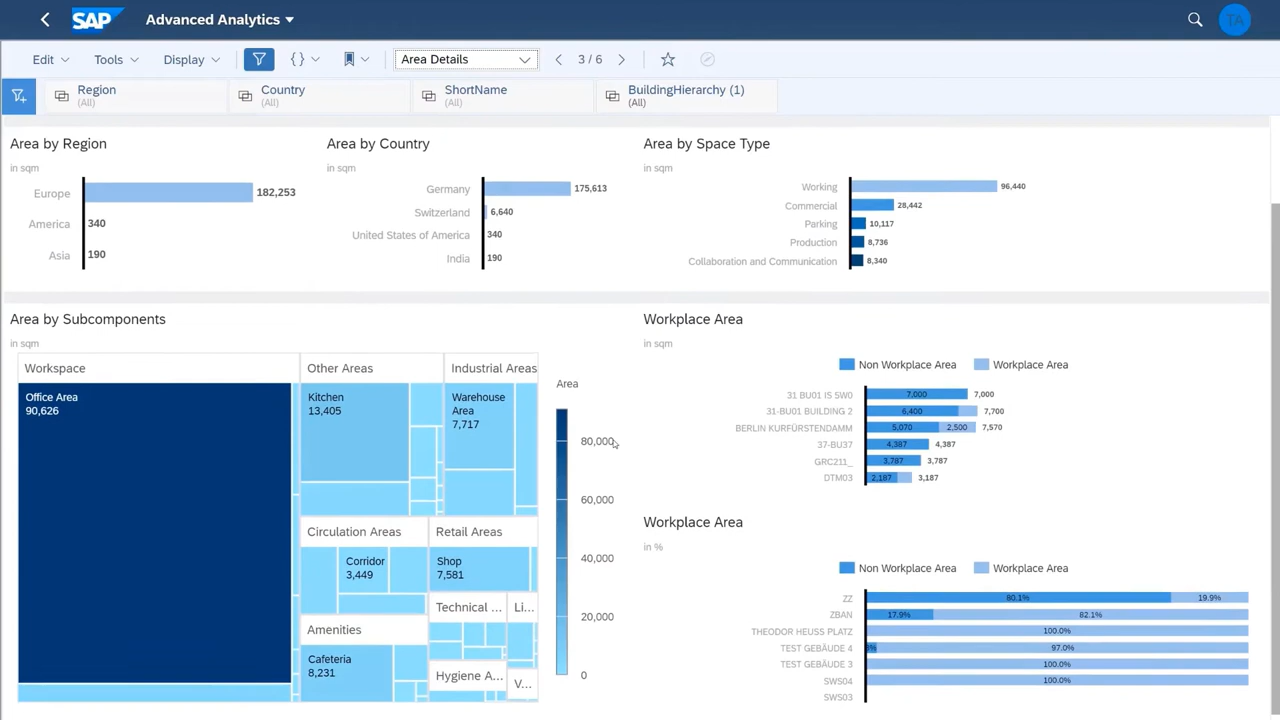 SAP Advanced Analytics TA
Edit Tools Display {} Area Details 3 / 6
Region
(All)
Country
(All)
ShortName
(All)
BuildingHierarchy (1)
(All)
Area by Region
in sqm
Europe 182,253
America 340
Asia 190
Area by Country
in sqm
Germany 175,613
Switzerland 6,640
United States of America 340
India 190
Area by Space Type
in sqm
Working 96,440
Commercial 28,442
Parking 10,117
Production 8,736
Collaboration and Communication 8,340
Area by Subcomponents
in sqm
Workspace
Office Area
90,626
Other Areas
Kitchen
13,405
Industrial Areas
Warehouse
Area
7,717
Circulation Areas
Corridor
3,449
Retail Areas
Shop
7,581
Technical ...
Li...
Amenities
Cafeteria
8,231
Hygiene A...
V...
Area
80,000
60,000
40,000
20,000
0
Workplace Area
in sqm
Non Workplace Area Workplace Area
31 BU01 IS 5W0 7,000 7,000
31-BU01 BUILDING 2 6,400 7,700
BERLIN KURFÜRSTENDAMM 5,070 2,500 7,570
37-BU37 4,387 4,387
GRC211_ 3,787 3,787
DTM03 2,187 3,187
Workplace Area
in %
Non Workplace Area Workplace Area
ZZ 80.1% 19.9%
ZBAN 17.9% 82.1%
THEODOR HEUSS PLATZ 100.0%
TEST GEBÄUDE 4 97.0%
TEST GEBÄUDE 3 100.0%
SWS04 100.0%
SWS03